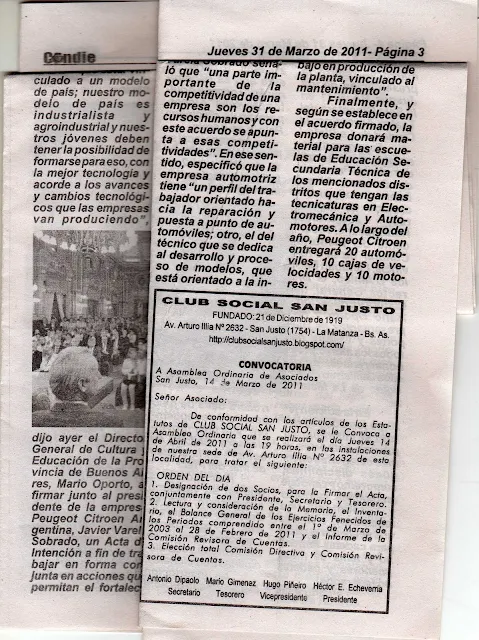 Condie
Jueves 31 de Marzo de 2011- Página 3
culado a un modelo
de país; nuestro mo-
delo de país es
industrialista y
agroindustrial y nues-
tros jóvenes deben
tener la posibilidad de
formarse para eso, con
la mejor tecnología y
acorde a los avances
y cambios tecnológi-
cos que las empresas
van produciendo",
dijo ayer el Directo
General de Cultura
Educación de la Pro
vincia de Buenos Ai
res, Mario Oporto, a
firmar junto al presi
dente de la empres
Peugeot Citroen Ar
gentina, Javier Varel
Sobrado, un Acta d
Intención a fin de tra
bajar en forma con
junta en acciones qu
permitan el fortalec
García Sobrado seña-
ló que "una parte im-
portante de la
competitividad de una
empresa son los re-
cursos humanos y con
este acuerdo se apun-
ta a esas competi-
tividades". En ese sen-
tido, especificó que la
empresa automotriz
tiene "un perfil del tra-
bajador orientado ha-
cia la reparación y
puesta a punto de au-
tomóviles; otro, el del
técnico que se dedica
al desarrollo y proce-
so de modelos, que
está orientado a la in-
bajo en producción de
la planta, vinculado al
mantenimiento".
Finalmente, y
según se establece en
el acuerdo firmado, la
empresa donará ma-
terial para las escue-
las de Educación Se-
cundaria Técnica de
los mencionados dis-
tritos que tengan las
tecnicaturas en Elec-
tromecánica y Auto-
motores. A lo largo del
año, Peugeot Citroen
entregará 20 automó-
viles, 10 cajas de ve-
locidades y 10 moto-
res.
CLUB SOCIAL SAN JUSTO
FUNDADO: 21 de Diciembre de 1919
Av. Arturo Illia Nº 2632 - San Justo (1754) - La Matanza - Bs. As.
http://clubsocialsanjusto.blogspot.com/
CONVOCATORIA
A Asamblea Ordinaria de Asociados
San Justo, 14 de Marzo de 2011
Señor Asociado:
De conformidad con los artículos de los Esta-
tutos de CLUB SOCIAL SAN JUSTO, se le Convoca a
Asamblea Ordinaria que se realizará el día Jueves 14
de Abril de 2011 a las 19 horas, en las instalaciones
de nuestra sede de Av. Arturo Illia Nº 2632 de esta
localidad, para tratar el siguiente:
ORDEN DEL DIA
1. Designación de dos Socios, para la Firmar el Acta,
conjuntamente con Presidente, Secretario y Tesorero.
2. Lectura y consideración de la Memoria, el Inventa-
rio, el Balance General de los Ejercicios Fenecidos de
los Períodos comprendido entre el 1º de Marzo de
2003 al 28 de Febrero de 2011 y el Informe de la
Comisión Revisora de Cuentas.
3. Elección total Comisión Directiva y Comisión Revi-
sora de Cuentas.
Antonio Dipaolo Mario Gimenez Hugo Piñeiro Héctor E. Echeverria
Secretario Tesorero Vicepresidente Presidente